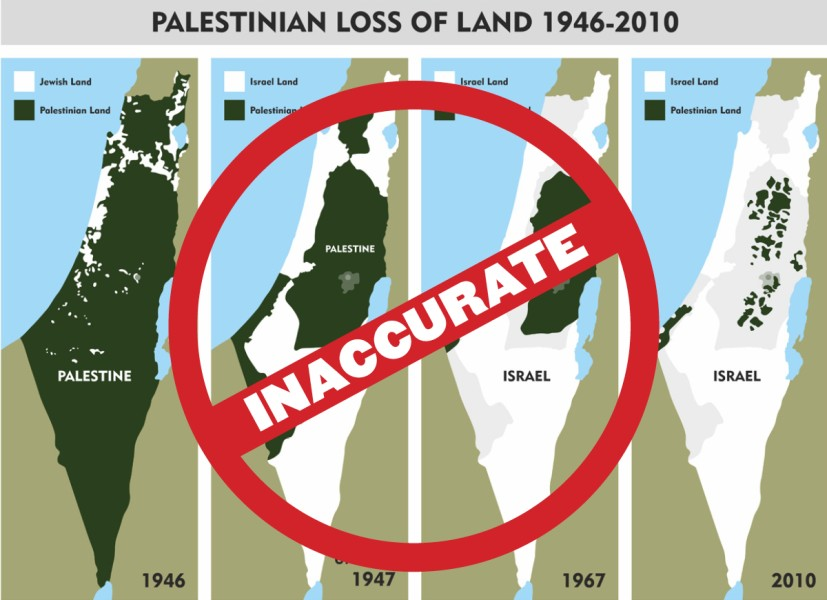 PALESTINIAN LOSS OF LAND 1946-2010
Jewish Land
Palestinian Land
PALESTINE
1946
Israel Land
Palestinian
PALESTINE
1947
Israel Land
ISRAEL
1967
Israel Land
Palestinian Land
ISRAEL
2010
INACCURATE